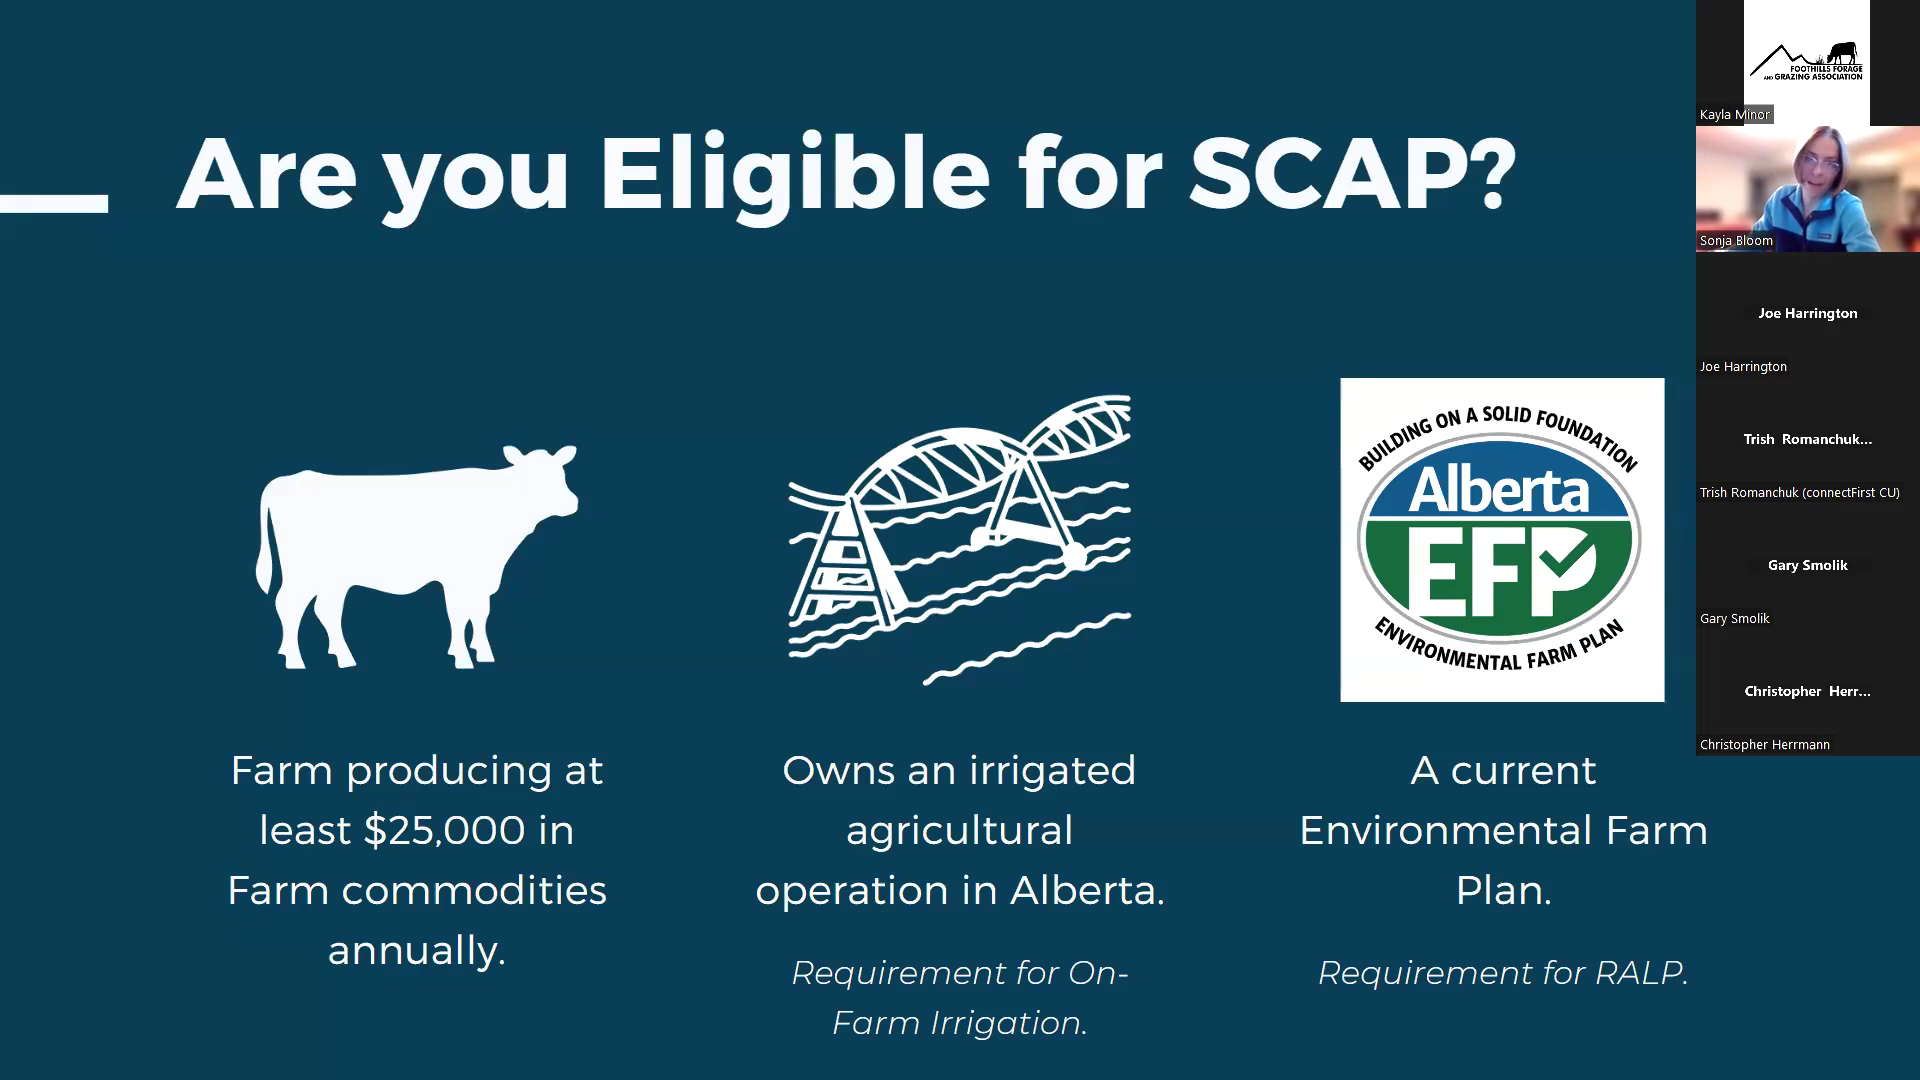 Are you Eligible for SCAP?
BUILDING ON A SOLID FOUNDATION
Alberta
EFP
ENVIRONMENTAL FARM PLAN
Farm producing at
least $25,000 in
Farm commodities
annually.
Owns an irrigated
agricultural
operation in Alberta.
Requirement for On-
Farm Irrigation.
A current
Environmental Farm
Plan.
Requirement for RALP.
FOOTHILLS FORAGE
AND GRAZING ASSOCIATION
Kayla Minor
Sonja Bloom
Joe Harrington
Joe Harrington
Trish Romanchuk...
Trish Romanchuk (connectFirst CU)
Gary Smolik
Gary Smolik
Christopher Herr...
Christopher Herrmann